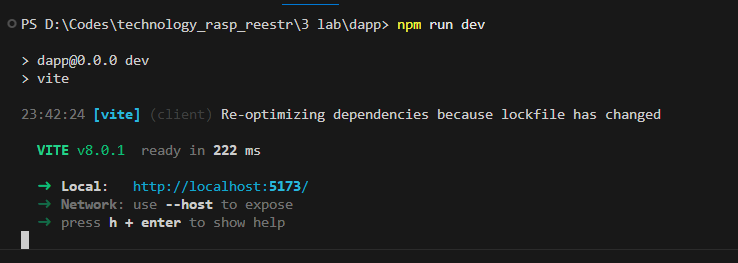 PS D:\Codes\technology_rasp_reestr\3 lab\dapp> npm run dev
> dapp@0.0.0 dev
> vite
23:42:24 [vite] (client) Re-optimizing dependencies because lockfile has changed
VITE v8.0.1 ready in 222 ms
➜ Local: http://localhost:5173/
➜ Network: use --host to expose
➜ press h + enter to show help